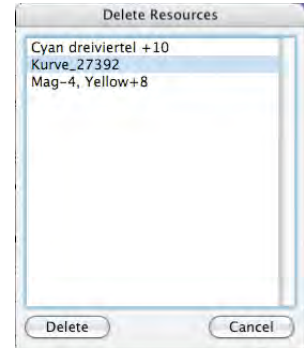 Delete Resources
Cyan dreiviertel +10
Kurve_27392
Mag-4, Yellow+8
Delete
Cancel